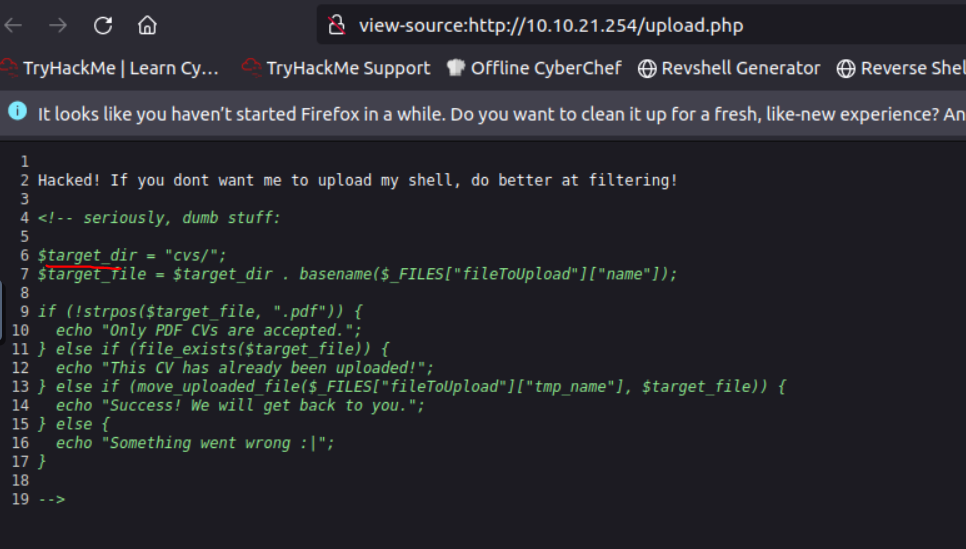 view-source:http://10.10.21.254/upload.php
TryHackMe | Learn Cy… TryHackMe Support Offline CyberChef Revshell Generator Reverse Shel
It looks like you haven’t started Firefox in a while. Do you want to clean it up for a fresh, like-new experience? An
1
2 Hacked! If you dont want me to upload my shell, do better at filtering!
3
4 <!-- seriously, dumb stuff:
5
6 $target_dir = "cvs/";
7 $target_file = $target_dir . basename($_FILES["fileToUpload"]["name"]);
8
9 if (!strpos($target_file, ".pdf")) {
10   echo "Only PDF CVs are accepted.";
11 } else if (file_exists($target_file)) {
12   echo "This CV has already been uploaded!";
13 } else if (move_uploaded_file($_FILES["fileToUpload"]["tmp_name"], $target_file)) {
14   echo "Success! We will get back to you.";
15 } else {
16   echo "Something went wrong :|";
17 }
18
19 -->